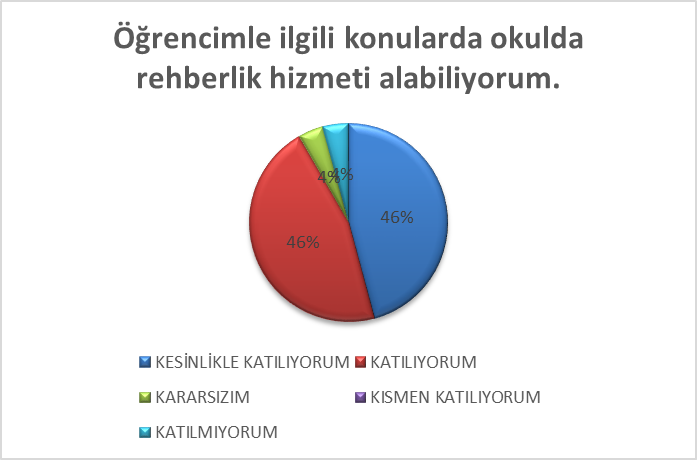 Öğrencimle ilgili konularda okulda
rehberlik hizmeti alabiliyorum.
4% 4%
46% 46%
KESİNLİKLE KATILIYORUM KATILIYORUM
KARARSIZIM KISMEN KATILIYORUM
KATILMIYORUM